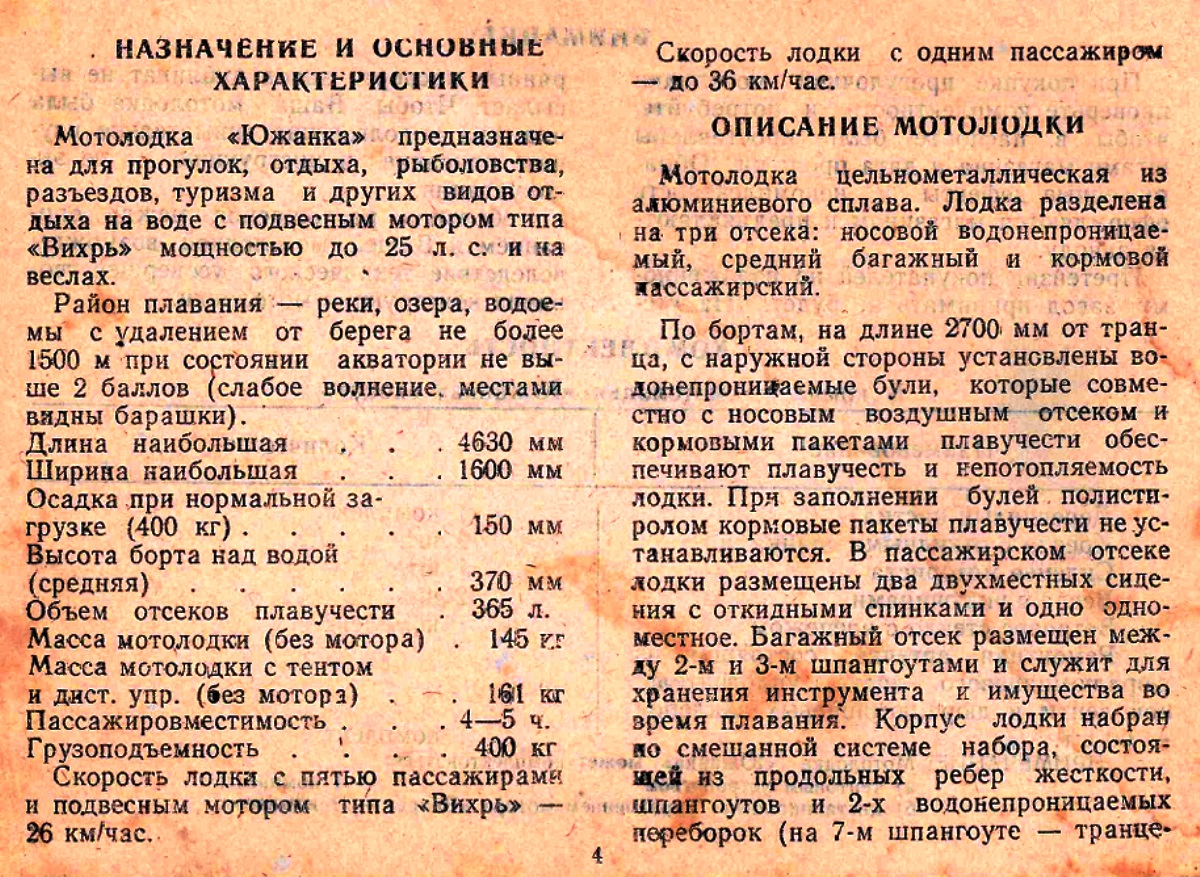 НАЗНАЧЕНИЕ И ОСНОВНЫЕ
ХАРАКТЕРИСТИКИ
Мотолодка «Южанка» предназначе-
на для прогулок, отдыха, рыболовства,
разъездов, туризма и других видов от-
дыха на воде с подвесным мотором типа
«Вихрь» мощностью до 25 л. с. и на
веслах.
Район плавания — реки, озера, водое-
мы с удалением от берега не более
1500 м при состоянии акватории не вы-
ше 2 баллов (слабое волнение, местами
видны барашки).
Длина наибольшая . . . 4630 мм
Ширина наибольшая . . . 1600 мм
Осадка при нормальной за-
грузке (400 кг) . . . . . 150 мм
Высота борта над водой
(средняя) . . . . . . . 370 мм
Объем отсеков плавучести . 365 л.
Масса мотолодки (без мотора) . 145 кг
Масса мотолодки с тентом
и дист. упр. (без мотора) . . . 161 кг
Пассажировместимость . . . 4—5 ч.
Грузоподъемность . . . . 400 кг
Скорость лодки с пятью пассажирами
и подвесным мотором типа «Вихрь» —
26 км/час.
Скорость лодки с одним пассажиром
— до 36 км/час.
ОПИСАНИЕ МОТОЛОДКИ
Мотолодка цельнометаллическая из
алюминиевого сплава. Лодка разделена
на три отсека: носовой водонепроницае-
мый, средний багажный и кормовой
пассажирский.
По бортам, на длине 2700 мм от тран-
ца, с наружной стороны установлены во-
донепроницаемые були, которые совме-
стно с носовым воздушным отсеком и
кормовыми пакетами плавучести обес-
печивают плавучесть и непотопляемость
лодки. При заполнении булей полисти-
ролом кормовые пакеты плавучести не ус-
танавливаются. В пассажирском отсеке
лодки размещены два двухместных сиде-
ния с откидными спинками и одно одно-
местное. Багажный отсек размещен меж-
ду 2-м и 3-м шпангоутами и служит для
хранения инструмента и имущества во
время плавания. Корпус лодки набран
по смешанной системе набора, состоя-
щей из продольных ребер жесткости,
шпангоутов и 2-х водонепроницаемых
переборок (на 7-м шпангоуте — транце-
4